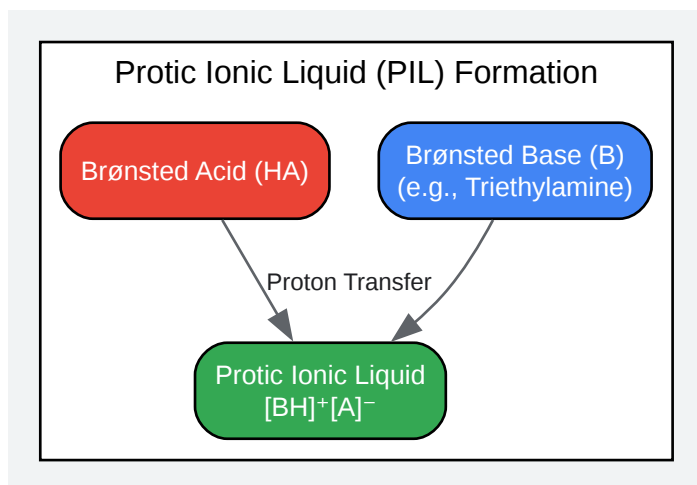 Protic Ionic Liquid (PIL) Formation
Brønsted Acid (HA)
Brønsted Base (B)
(e.g., Triethylamine)
Proton Transfer
Protic Ionic Liquid
[BH]⁺[A]⁻